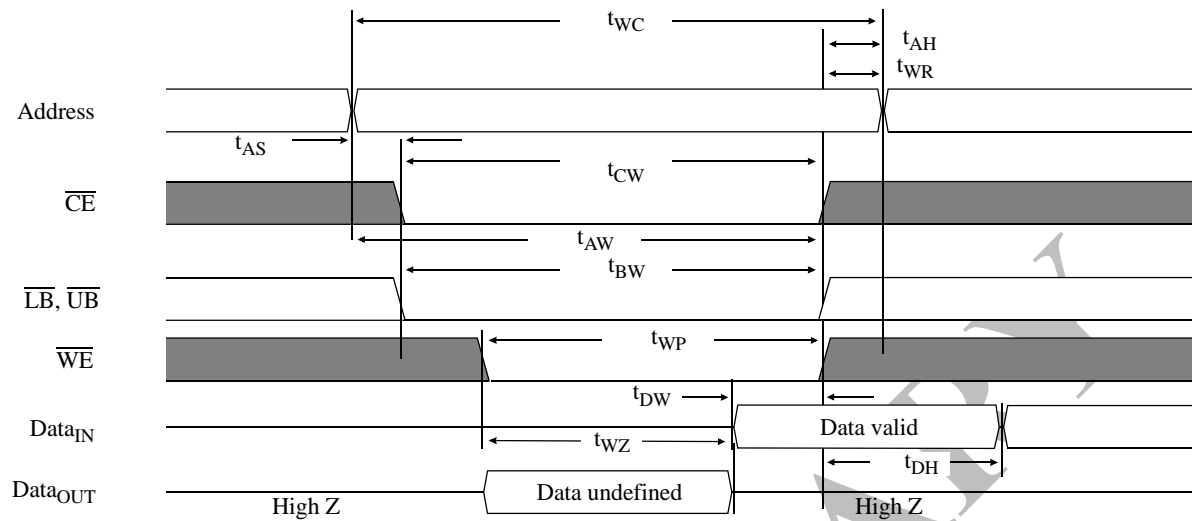 tWC
tAH
tWR
Address
tAS
tCW
CE
tAW
tBW
LB, UB
tWP
WE
tDW
DataIN
Data valid
tWZ
tDH
DataOUT
Data undefined
High Z
High Z